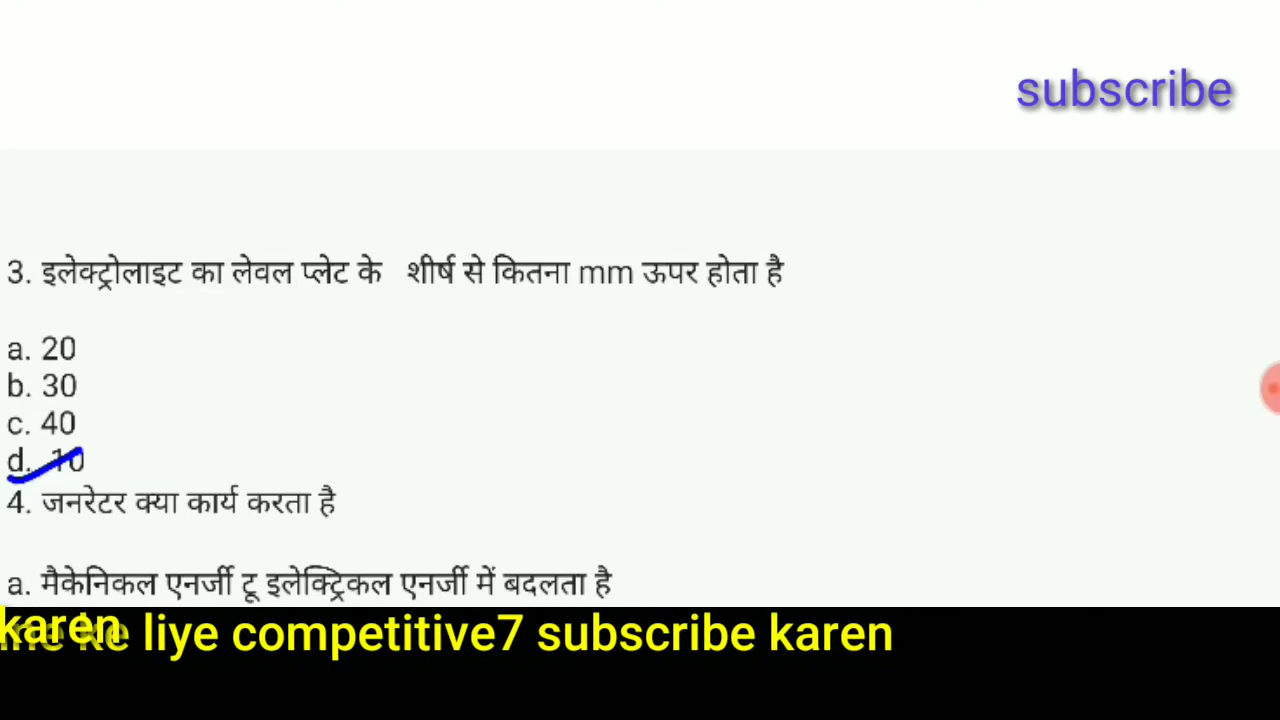 subscribe
3. इलेक्ट्रोलाइट का लेवल प्लेट के शीर्ष से कितना mm ऊपर होता है
a. 20
b. 30
c. 40
d. 10
4. जनरेटर क्या कार्य करता है
a. मैकेनिकल एनर्जी टू इलेक्ट्रिकल एनर्जी में बदलता है
karen
ke liye competitive7 subscribe karen